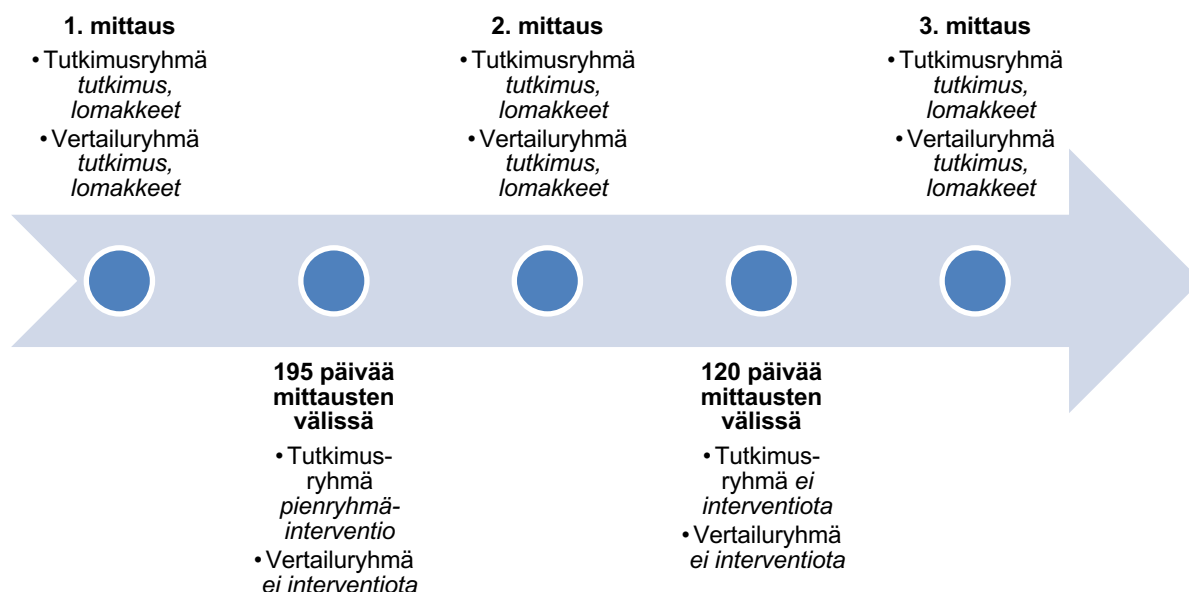 1. mittaus
• Tutkimusryhmä
tutkimus,
lomakkeet
• Vertailuryhmä
tutkimus,
lomakkeet
2. mittaus
• Tutkimusryhmä
tutkimus,
lomakkeet
• Vertailuryhmä
tutkimus,
lomakkeet
3. mittaus
• Tutkimusryhmä
tutkimus,
lomakkeet
• Vertailuryhmä
tutkimus,
lomakkeet
195 päivää
mittausten
välissä
• Tutkimus-
ryhmä
pienryhmä-
interventio
• Vertailuryhmä
ei interventiota
120 päivää
mittausten
välissä
• Tutkimus-
ryhmä ei
interventiota
• Vertailuryhmä
ei interventiota